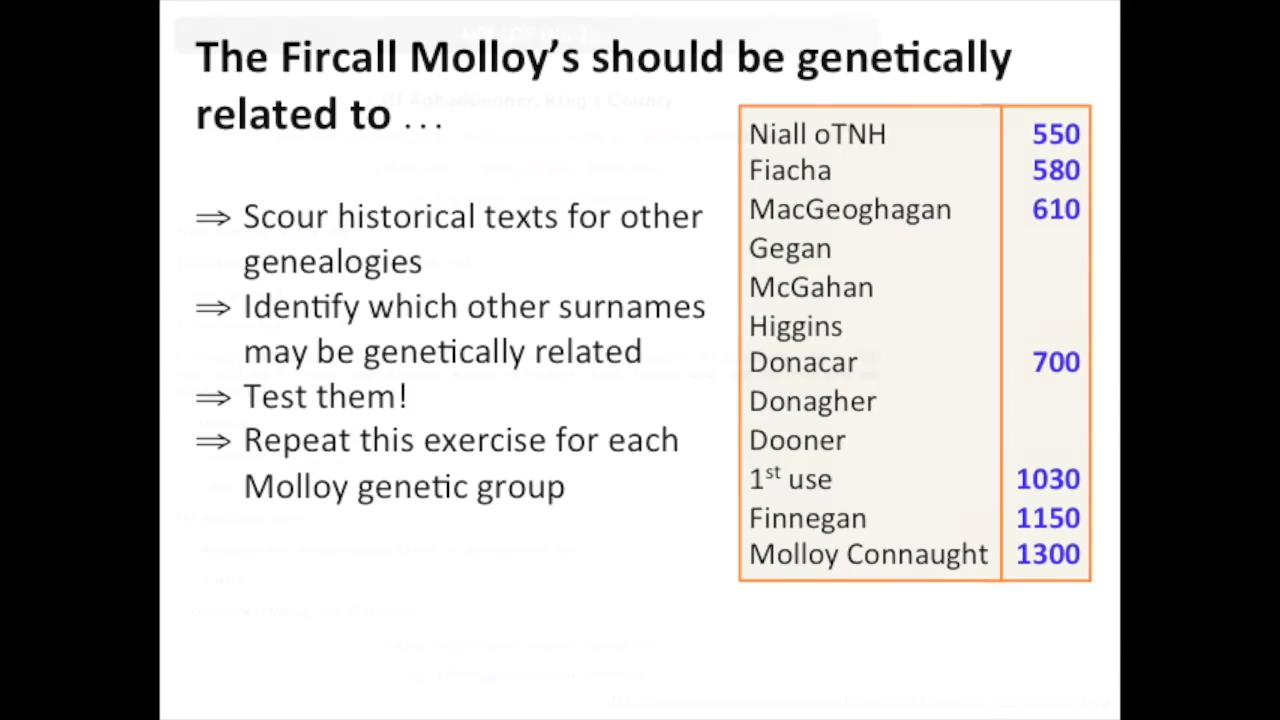 The Fircall Molloy's should be genetically
related to ...
⇒ Scour historical texts for other
genealogies
⇒ Identify which other surnames
may be genetically related
⇒ Test them!
⇒ Repeat this exercise for each
Molloy genetic group
Niall oTNH 550
Fiacha 580
MacGeoghagan 610
Gegan
McGahan
Higgins
Donacar 700
Donagher
Dooner
1st use 1030
Finnegan 1150
Molloy Connaught 1300